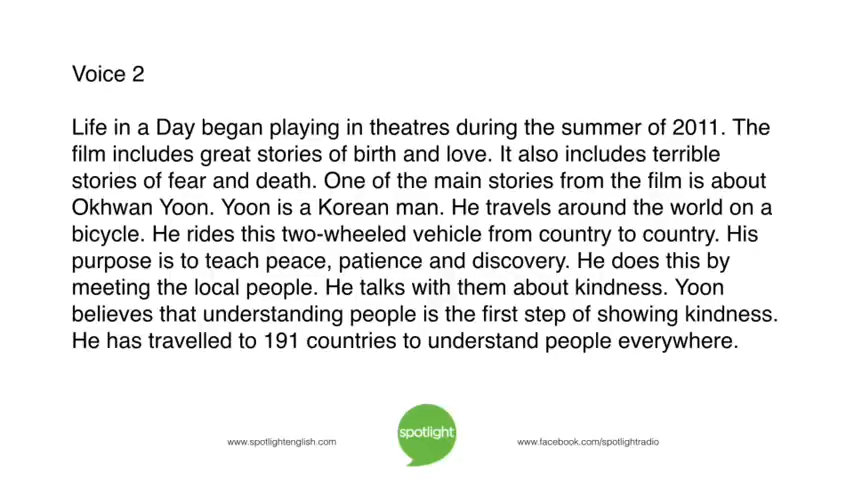 Voice 2
Life in a Day began playing in theatres during the summer of 2011. The
film includes great stories of birth and love. It also includes terrible
stories of fear and death. One of the main stories from the film is about
Okhwan Yoon. Yoon is a Korean man. He travels around the world on a
bicycle. He rides this two-wheeled vehicle from country to country. His
purpose is to teach peace, patience and discovery. He does this by
meeting the local people. He talks with them about kindness. Yoon
believes that understanding people is the first step of showing kindness.
He has travelled to 191 countries to understand people everywhere.
spotlight
www.spotlightenglish.com
www.facebook.com/spotlightradio